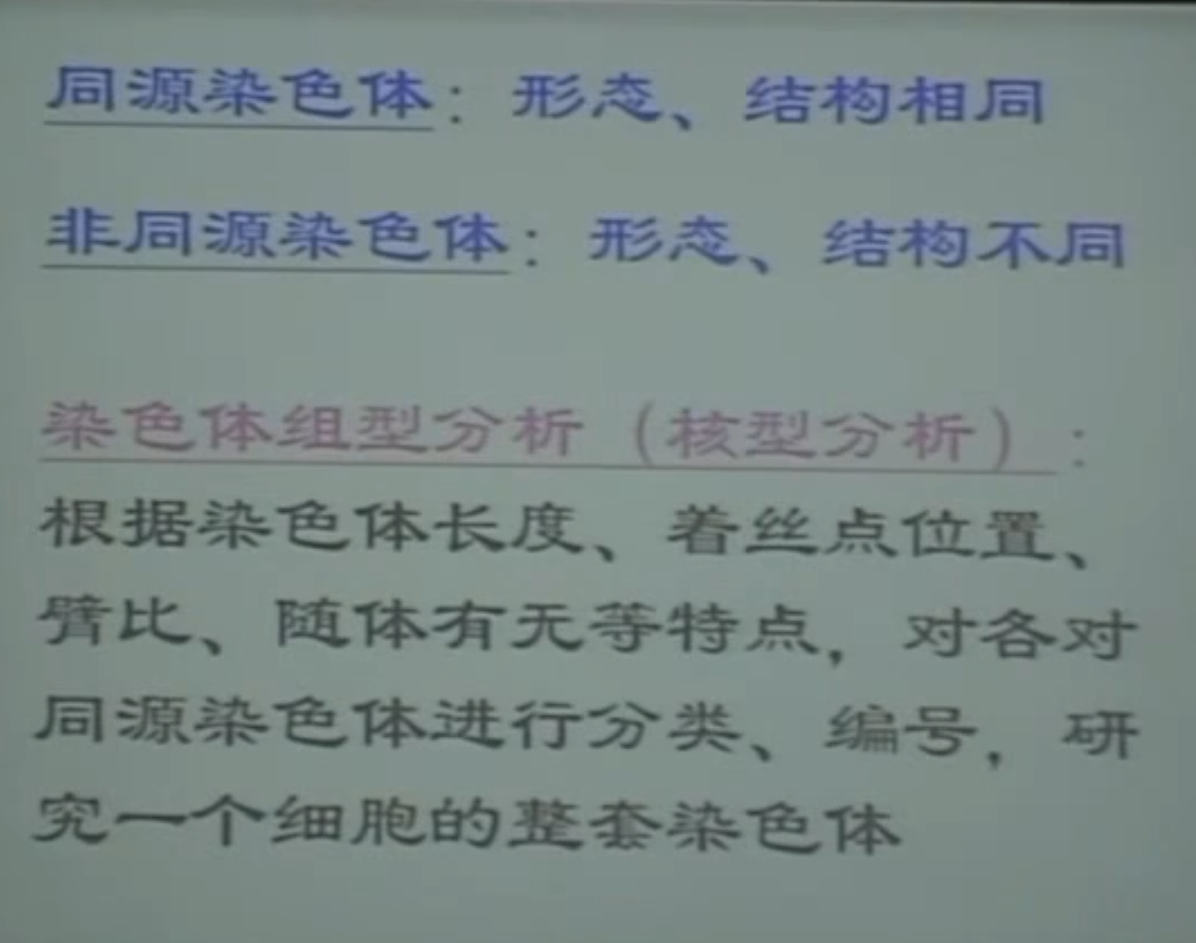 同源染色体：形态、结构相同
非同源染色体：形态、结构不同
染色体组型分析（核型分析）：
根据染色体长度、着丝点位置、
臂比、随体有无等特点，对各对
同源染色体进行分类、编号，研
究一个细胞的整套染色体